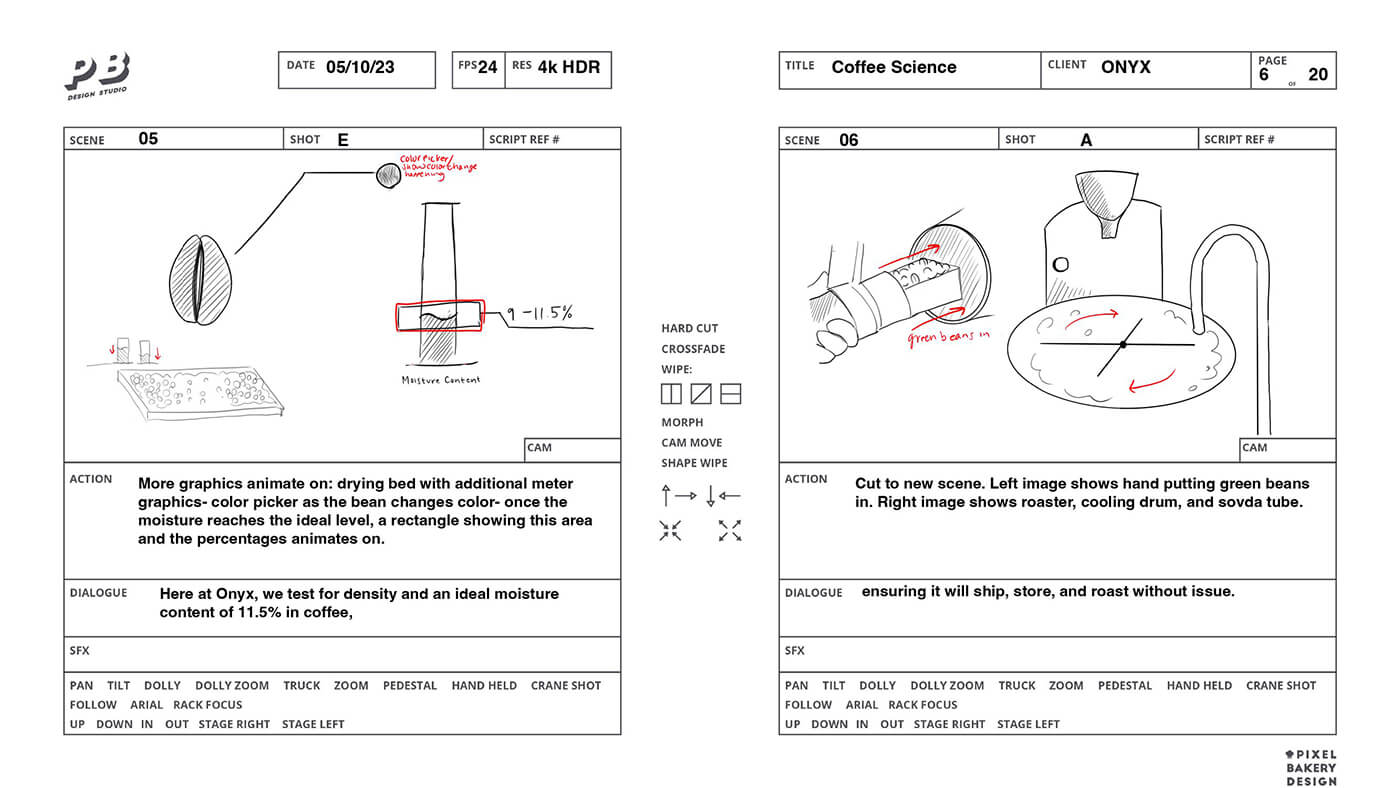 PB
DESIGN STUDIO
DATE 05/10/23
FPS 24 RES 4k HDR
TITLE Coffee Science
CLIENT ONYX
PAGE
6 OF 20
SCENE 05 SHOT E SCRIPT REF #
color picker/
show color change
happening
9 - 11.5%
Moisture Content
CAM
ACTION More graphics animate on: drying bed with additional meter
graphics- color picker as the bean changes color- once the
moisture reaches the ideal level, a rectangle showing this area
and the percentages animates on.
DIALOGUE Here at Onyx, we test for density and an ideal moisture
content of 11.5% in coffee,
SFX
PAN TILT DOLLY DOLLY ZOOM TRUCK ZOOM PEDESTAL HAND HELD CRANE SHOT
FOLLOW ARIAL RACK FOCUS
UP DOWN IN OUT STAGE RIGHT STAGE LEFT
HARD CUT
CROSSFADE
WIPE:
MORPH
CAM MOVE
SHAPE WIPE
SCENE 06 SHOT A SCRIPT REF #
green beans in
CAM
ACTION Cut to new scene. Left image shows hand putting green beans
in. Right image shows roaster, cooling drum, and sovda tube.
DIALOGUE ensuring it will ship, store, and roast without issue.
SFX
PAN TILT DOLLY DOLLY ZOOM TRUCK ZOOM PEDESTAL HAND HELD CRANE SHOT
FOLLOW ARIAL RACK FOCUS
UP DOWN IN OUT STAGE RIGHT STAGE LEFT
PIXEL
BAKERY
DESIGN